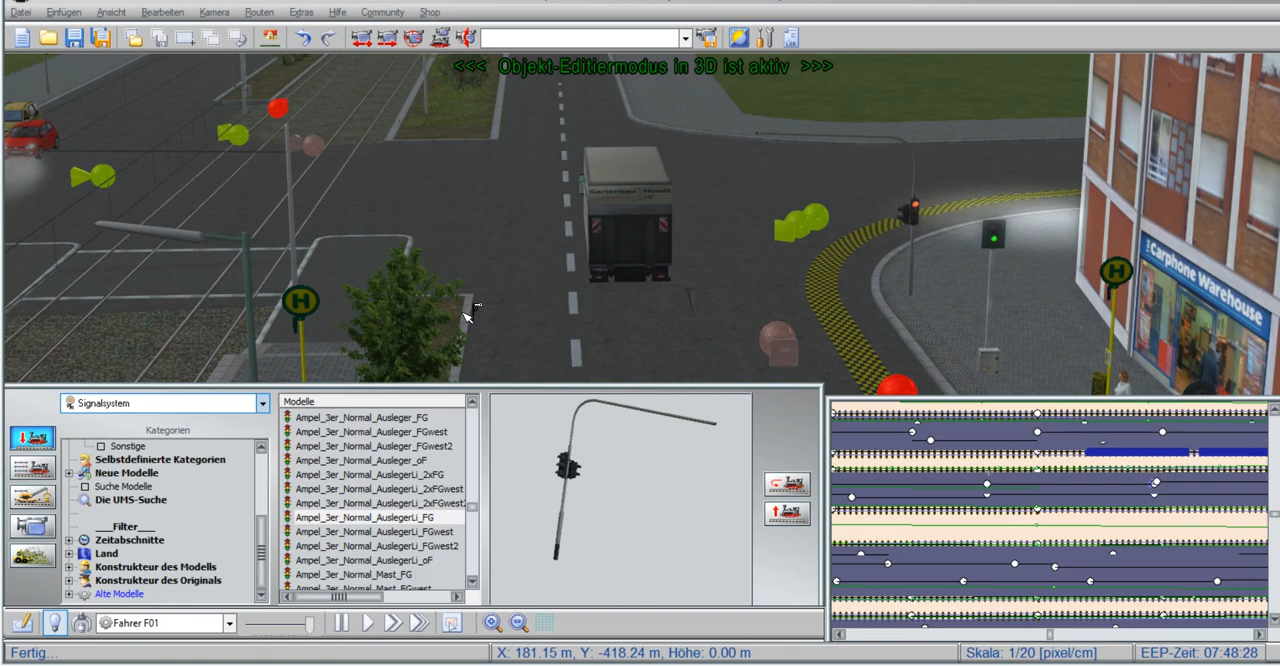 Datei Einfügen Ansicht Bearbeiten Kamera Routen Extras Hilfe Community Shop
<<< Objekt-Editiermodus in 3D ist aktiv >>>
Gartenbau
H
H
THE Carphone Warehouse
Signalsystem
Kategorien
Sonstige
Selbstdefinierte Kategorien
Neue Modelle
Suche Modelle
Die UMS-Suche
___Filter___
Zeitabschnitte
Land
Konstrukteur des Modells
Konstrukteur des Originals
Alte Modelle
Modelle
Ampel_3er_Normal_Ausleger_FG
Ampel_3er_Normal_Ausleger_FGwest
Ampel_3er_Normal_Ausleger_FGwest2
Ampel_3er_Normal_Ausleger_oF
Ampel_3er_Normal_AuslegerLi_2xFG
Ampel_3er_Normal_AuslegerLi_2xFGwest
Ampel_3er_Normal_AuslegerLi_2xFGwest2
Ampel_3er_Normal_AuslegerLi_FG
Ampel_3er_Normal_AuslegerLi_FGwest
Ampel_3er_Normal_AuslegerLi_FGwest2
Ampel_3er_Normal_AuslegerLi_oF
Ampel_3er_Normal_Mast_FG
Ampel_3er_Normal_Mast_FGwest
Fahrer F01
Fertig... X: 181.15 m, Y: -418.24 m, Höhe: 0.00 m Skala: 1/20 [pixel/cm] EEP-Zeit: 07:48:28